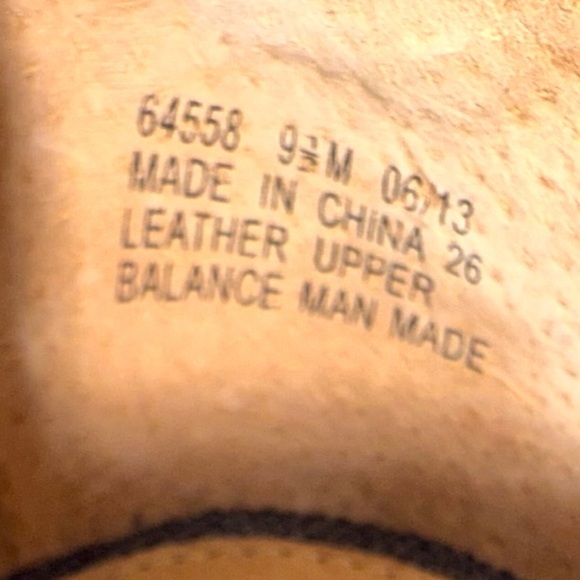 64558 9½M 06/13
MADE IN CHINA 26
LEATHER UPPER
BALANCE MAN MADE